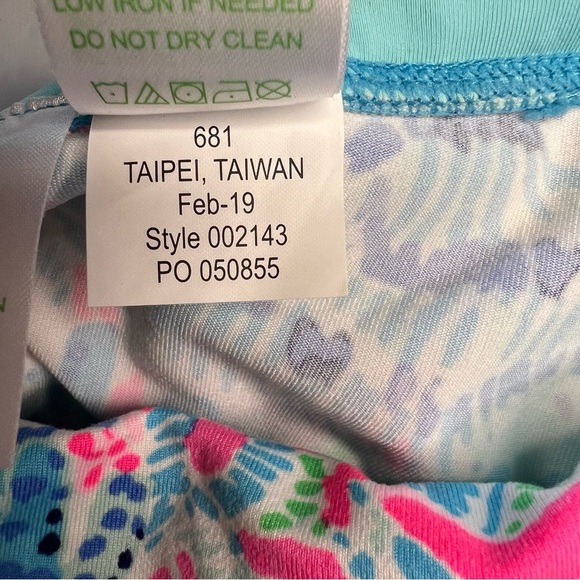 LOW IRON IF NEEDED
DO NOT DRY CLEAN
681
TAIPEI, TAIWAN
Feb-19
Style 002143
PO 050855